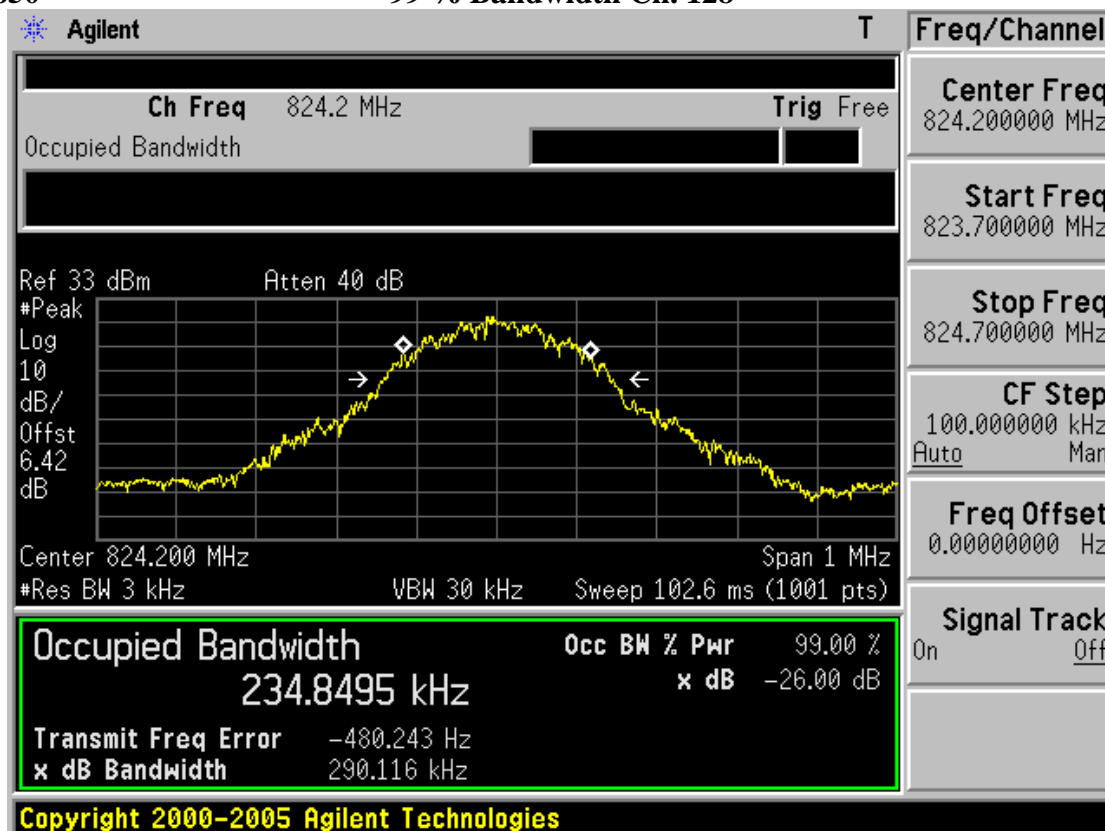 850 99 % Bandwidth Ch. 128
Agilent T
Ch Freq 824.2 MHz Trig Free
Occupied Bandwidth
Ref 33 dBm Atten 40 dB
#Peak
Log
10
dB/
Offst
6.42
dB
Center 824.200 MHz Span 1 MHz
#Res BW 3 kHz VBW 30 kHz Sweep 102.6 ms (1001 pts)
Occupied Bandwidth
234.8495 kHz
Occ BW % Pwr 99.00 %
x dB -26.00 dB
Transmit Freq Error -480.243 Hz
x dB Bandwidth 290.116 kHz
Copyright 2000-2005 Agilent Technologies
Freq/Channel
Center Freq
824.200000 MHz
Start Freq
823.700000 MHz
Stop Freq
824.700000 MHz
CF Step
100.000000 kHz
Auto Man
Freq Offset
0.00000000 Hz
Signal Track
On Off